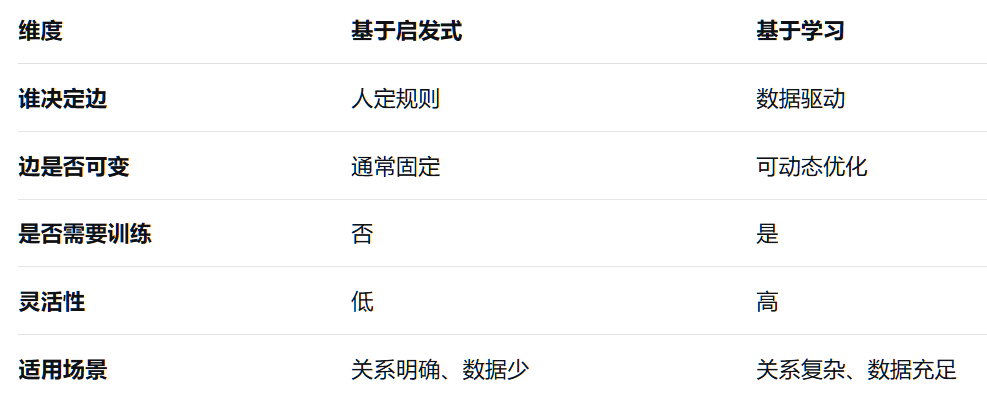 维度 基于启发式 基于学习
谁决定边 人定规则 数据驱动
边是否可变 通常固定 可动态优化
是否需要训练 否 是
灵活性 低 高
适用场景 关系明确、数据少 关系复杂、数据充足